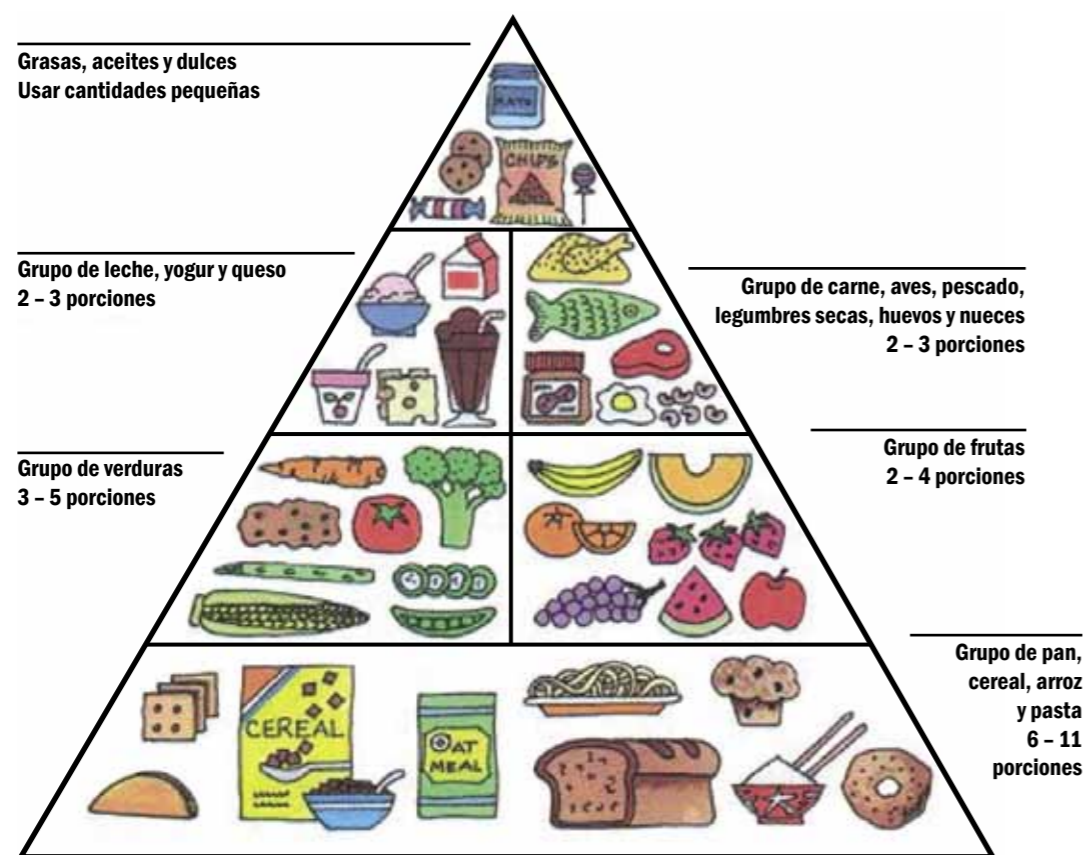 Grasas, aceites y dulces
Usar cantidades pequeñas
MAYO
CHIPS
Grupo de leche, yogur y queso
2 – 3 porciones
Grupo de carne, aves, pescado,
legumbres secas, huevos y nueces
2 – 3 porciones
Grupo de verduras
3 – 5 porciones
Grupo de frutas
2 – 4 porciones
Grupo de pan,
cereal, arroz
y pasta
6 – 11
porciones
CEREAL
OAT
MEAL